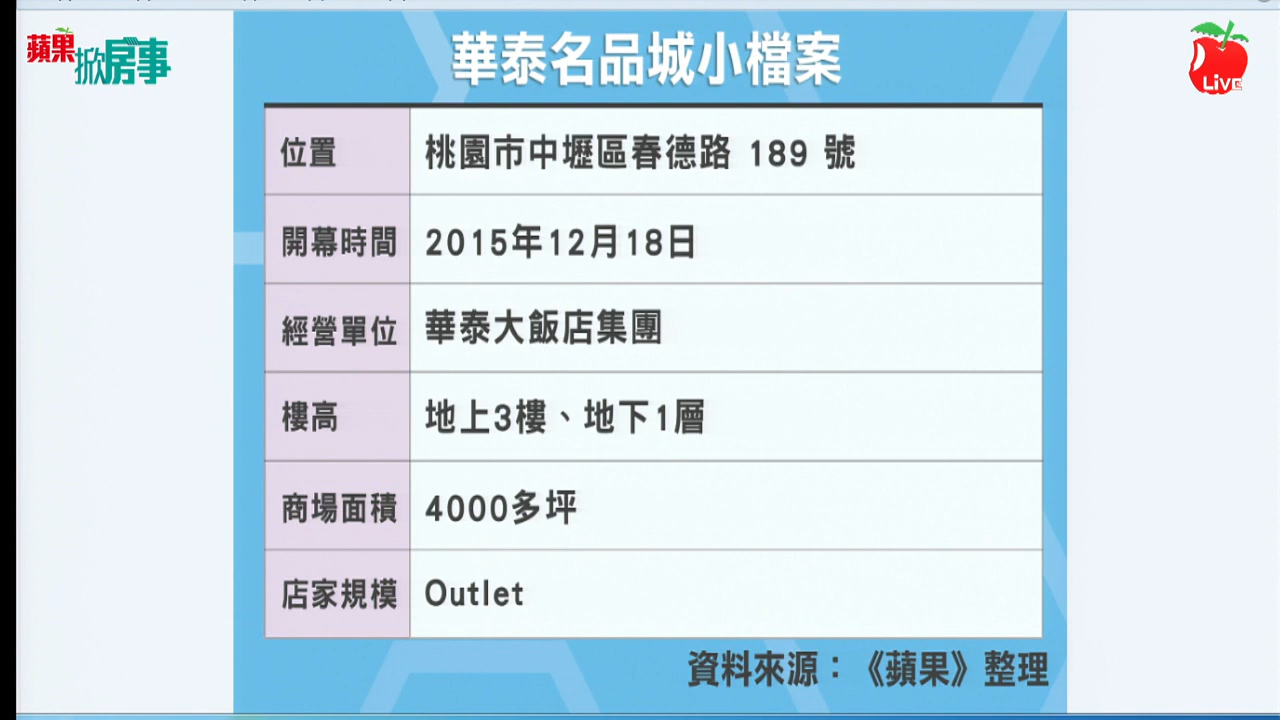 蘋果
掀房事
Live
華泰名品城小檔案
位置 桃園市中壢區春德路 189 號
開幕時間 2015年12月18日
經營單位 華泰大飯店集團
樓高 地上3樓、地下1層
商場面積 4000多坪
店家規模 Outlet
資料來源：《蘋果》整理